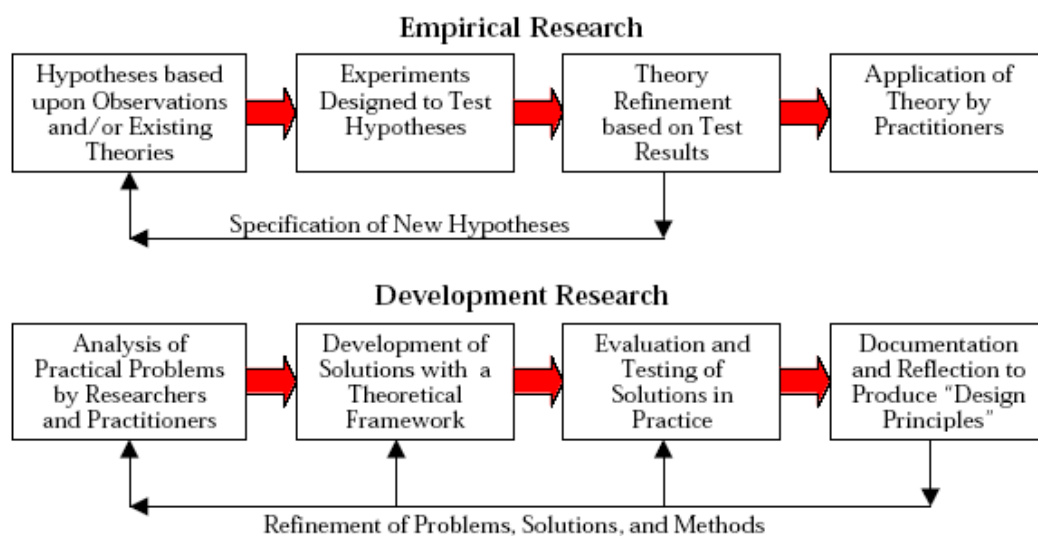 Empirical Research
Hypotheses based
upon Observations
and/or Existing
Theories
Experiments
Designed to Test
Hypotheses
Theory
Refinement
based on Test
Results
Application of
Theory by
Practitioners
Specification of New Hypotheses
Development Research
Analysis of
Practical Problems
by Researchers
and Practitioners
Development of
Solutions with a
Theoretical
Framework
Evaluation and
Testing of
Solutions in
Practice
Documentation
and Reflection to
Produce “Design
Principles”
Refinement of Problems, Solutions, and Methods